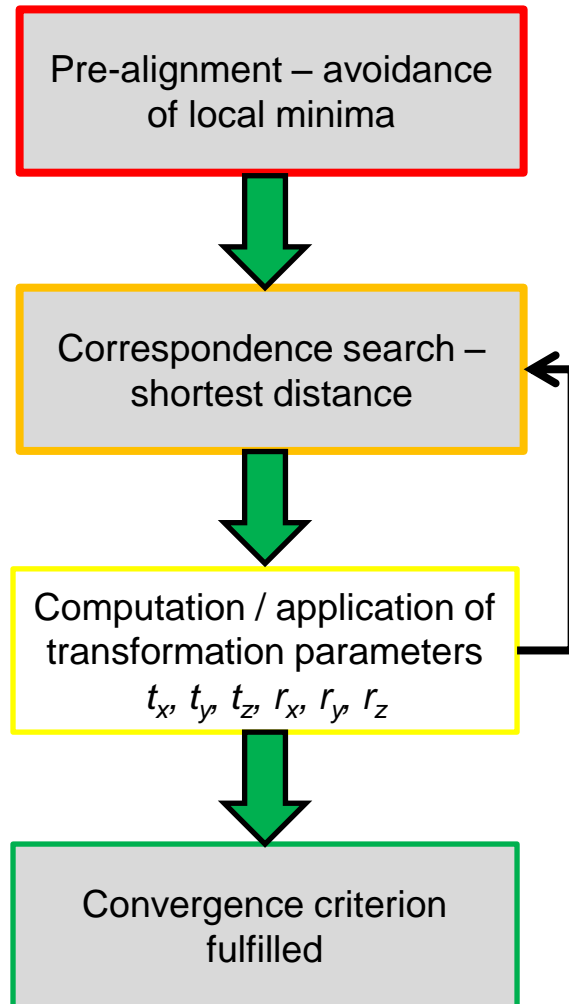 Pre-alignment – avoidance
of local minima
Correspondence search –
shortest distance
Computation / application of
transformation parameters
tx, ty, tz, rx, ry, rz
Convergence criterion
fulfilled